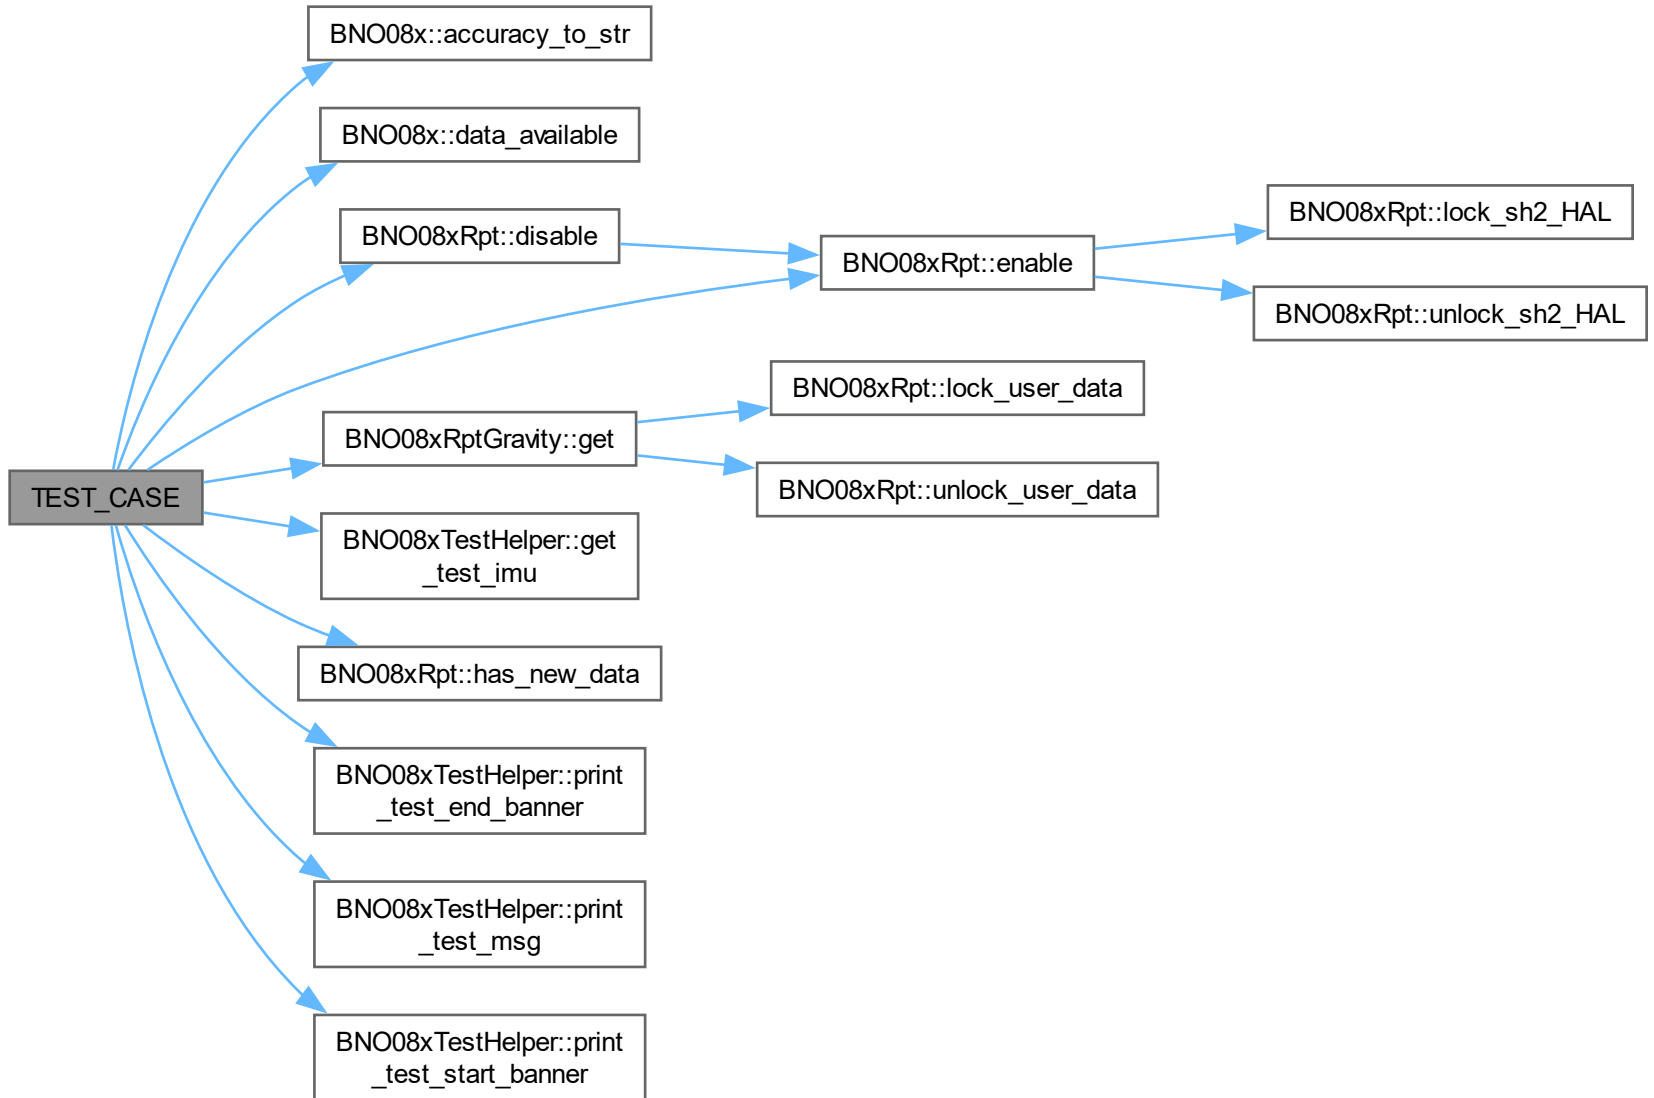 BNO08x::accuracy_to_str
BNO08x::data_available
BNO08xRpt::disable
BNO08xRpt::enable
BNO08xRpt::lock_sh2_HAL
BNO08xRpt::unlock_sh2_HAL
BNO08xRptGravity::get
BNO08xRpt::lock_user_data
BNO08xRpt::unlock_user_data
TEST_CASE
BNO08xTestHelper::get
_test_imu
BNO08xRpt::has_new_data
BNO08xTestHelper::print
_test_end_banner
BNO08xTestHelper::print
_test_msg
BNO08xTestHelper::print
_test_start_banner